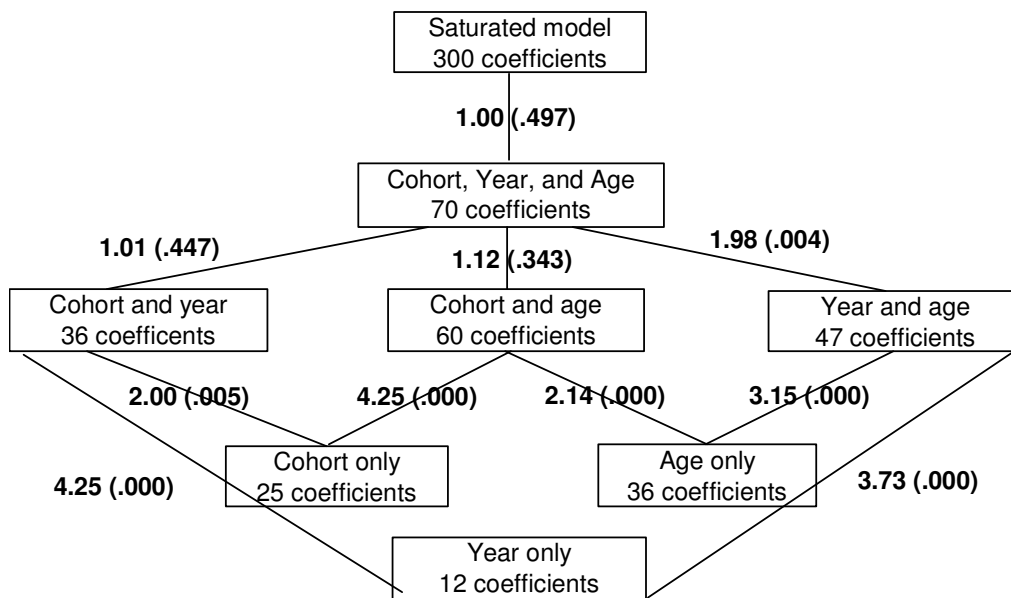 Saturated model
300 coefficients
1.00 (.497)
Cohort, Year, and Age
70 coefficients
1.01 (.447)
1.12 (.343)
1.98 (.004)
Cohort and year
36 coefficents
Cohort and age
60 coefficients
Year and age
47 coefficients
2.00 (.005)
4.25 (.000)
2.14 (.000)
3.15 (.000)
Cohort only
25 coefficients
Age only
36 coefficients
4.25 (.000)
3.73 (.000)
Year only
12 coefficients